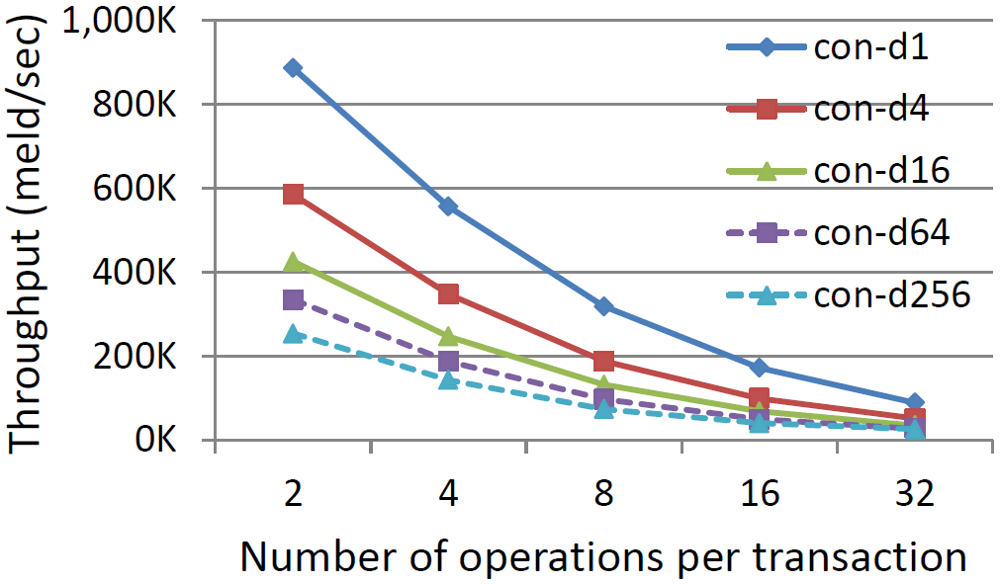 Throughput (meld/sec)
1,000K
800K
600K
400K
200K
0K
con-d1
con-d4
con-d16
con-d64
con-d256
2 4 8 16 32
Number of operations per transaction